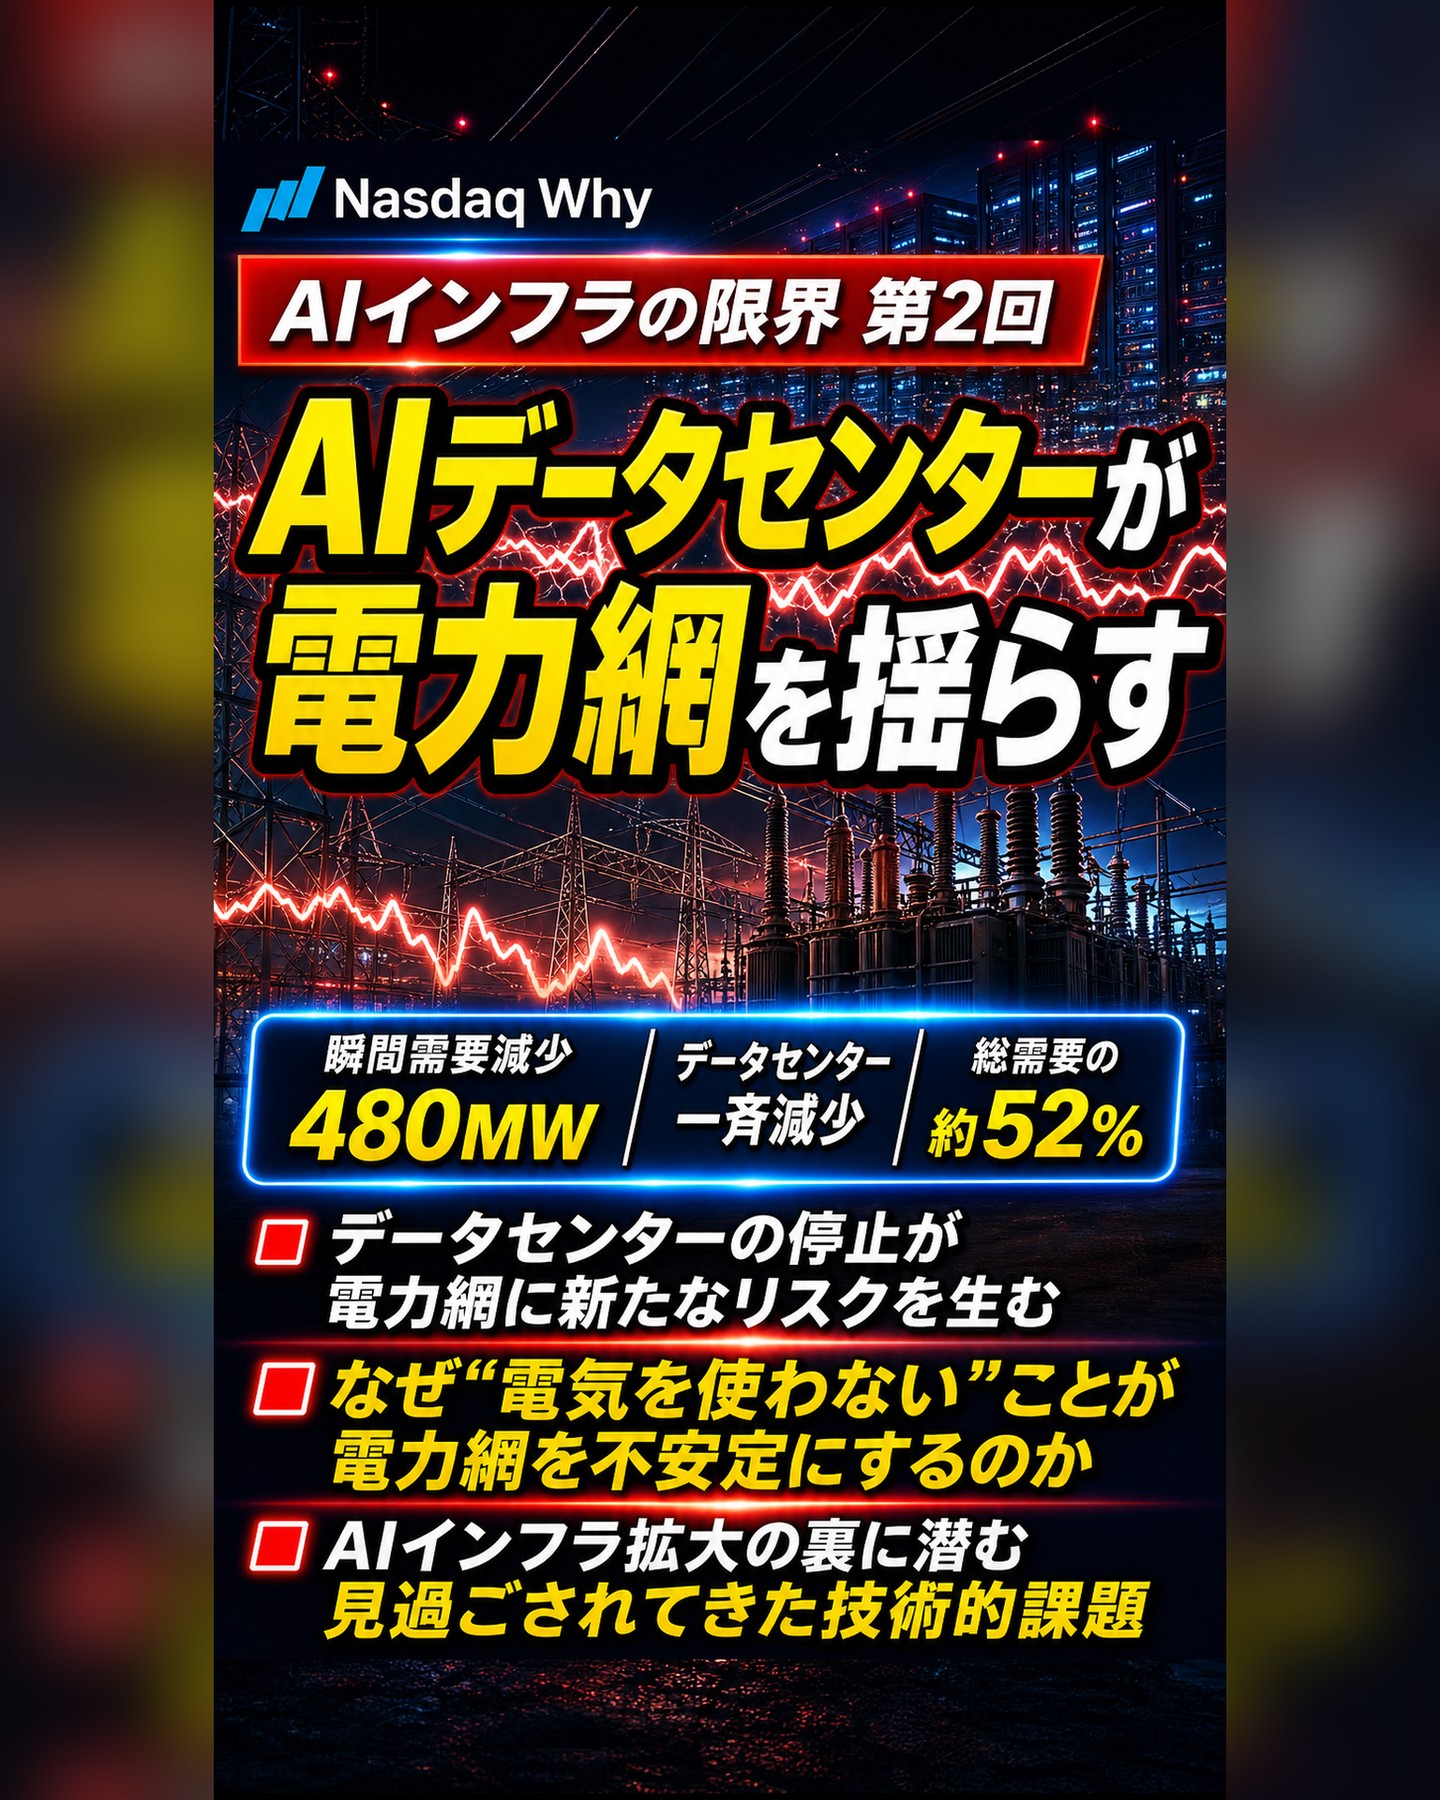 Nasdaq Why
AIインフラの限界 第2回
AIデータセンターが
電力網を揺らす
瞬間需要減少
480MW
データセンター
一斉減少
総需要の
約52%
データセンターの停止が
電力網に新たなリスクを生む
なぜ“電気を使わない”ことが
電力網を不安定にするのか
AIインフラ拡大の裏に潜む
見過ごされてきた技術的課題